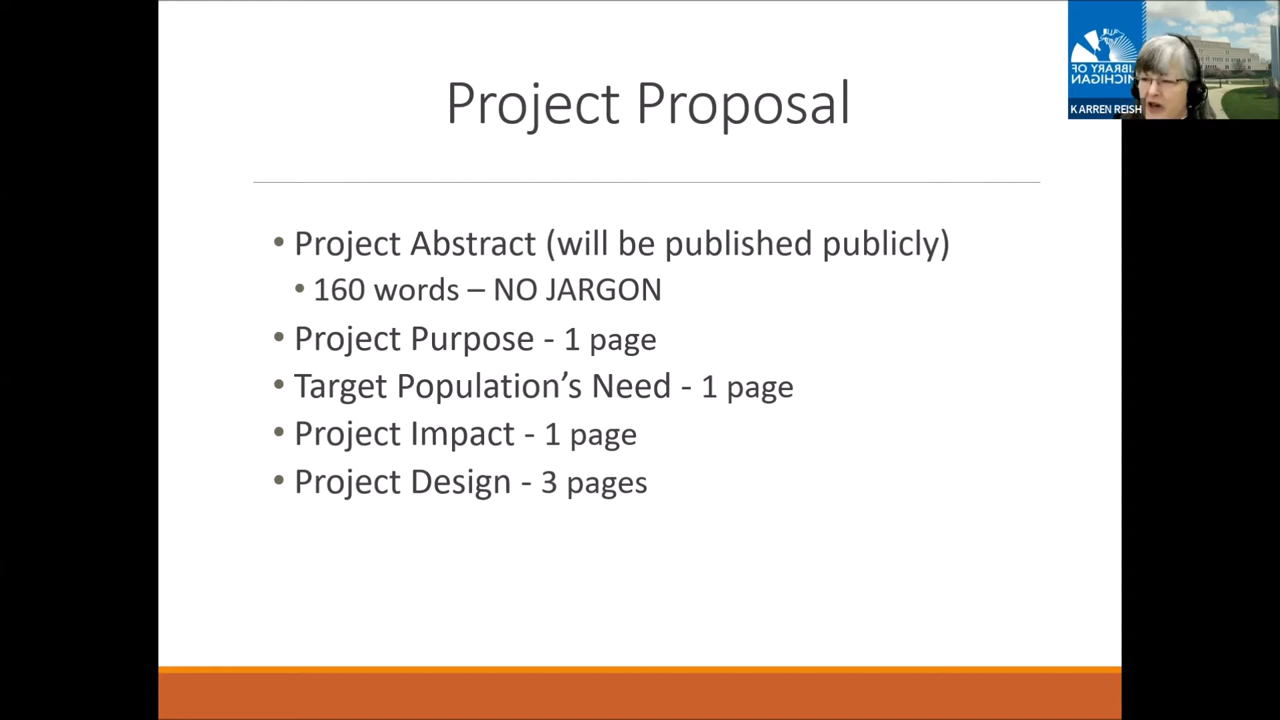 Project Proposal
• Project Abstract (will be published publicly)
• 160 words – NO JARGON
• Project Purpose - 1 page
• Target Population’s Need - 1 page
• Project Impact - 1 page
• Project Design - 3 pages
LIBRARY OF
MICHIGAN
KARREN REISH